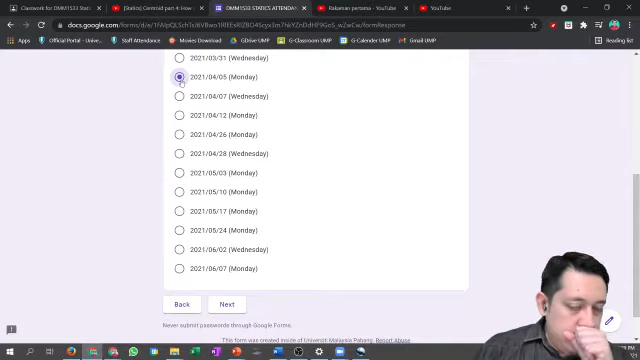 Classwork for DMM1533 STATIC
[Statics] Centroid part 4: How
DMM1533 STATICS ATTENDAN
Rakaman pertama -
YouTube
docs.google.com/forms/d/e/
/formResponse
Apps
Official Portal - Univer
Staff Attendance
Movies Download
GDrive UMP
G-Classroom UMP
G-Calender UMP
Gmail UMP
Reading list
2021/03/31 (Wednesday)
2021/04/05 (Monday)
2021/04/07 (Wednesday)
2021/04/12 (Monday)
2021/04/26 (Monday)
2021/04/28 (Wednesday)
2021/05/03 (Monday)
2021/05/10 (Monday)
2021/05/17 (Monday)
2021/05/24 (Monday)
2021/06/02 (Wednesday)
2021/06/07 (Monday)
Back
Next
Never submit passwords through Google Forms.
This form was created inside of Universiti Malaysia Pahang. Report Abuse